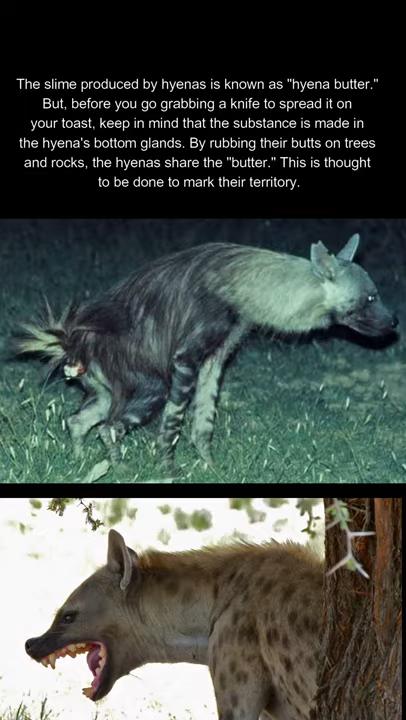 The slime produced by hyenas is known as "hyena butter."
But, before you go grabbing a knife to spread it on
your toast, keep in mind that the substance is made in
the hyena's bottom glands. By rubbing their butts on trees
and rocks, the hyenas share the "butter." This is thought
to be done to mark their territory.